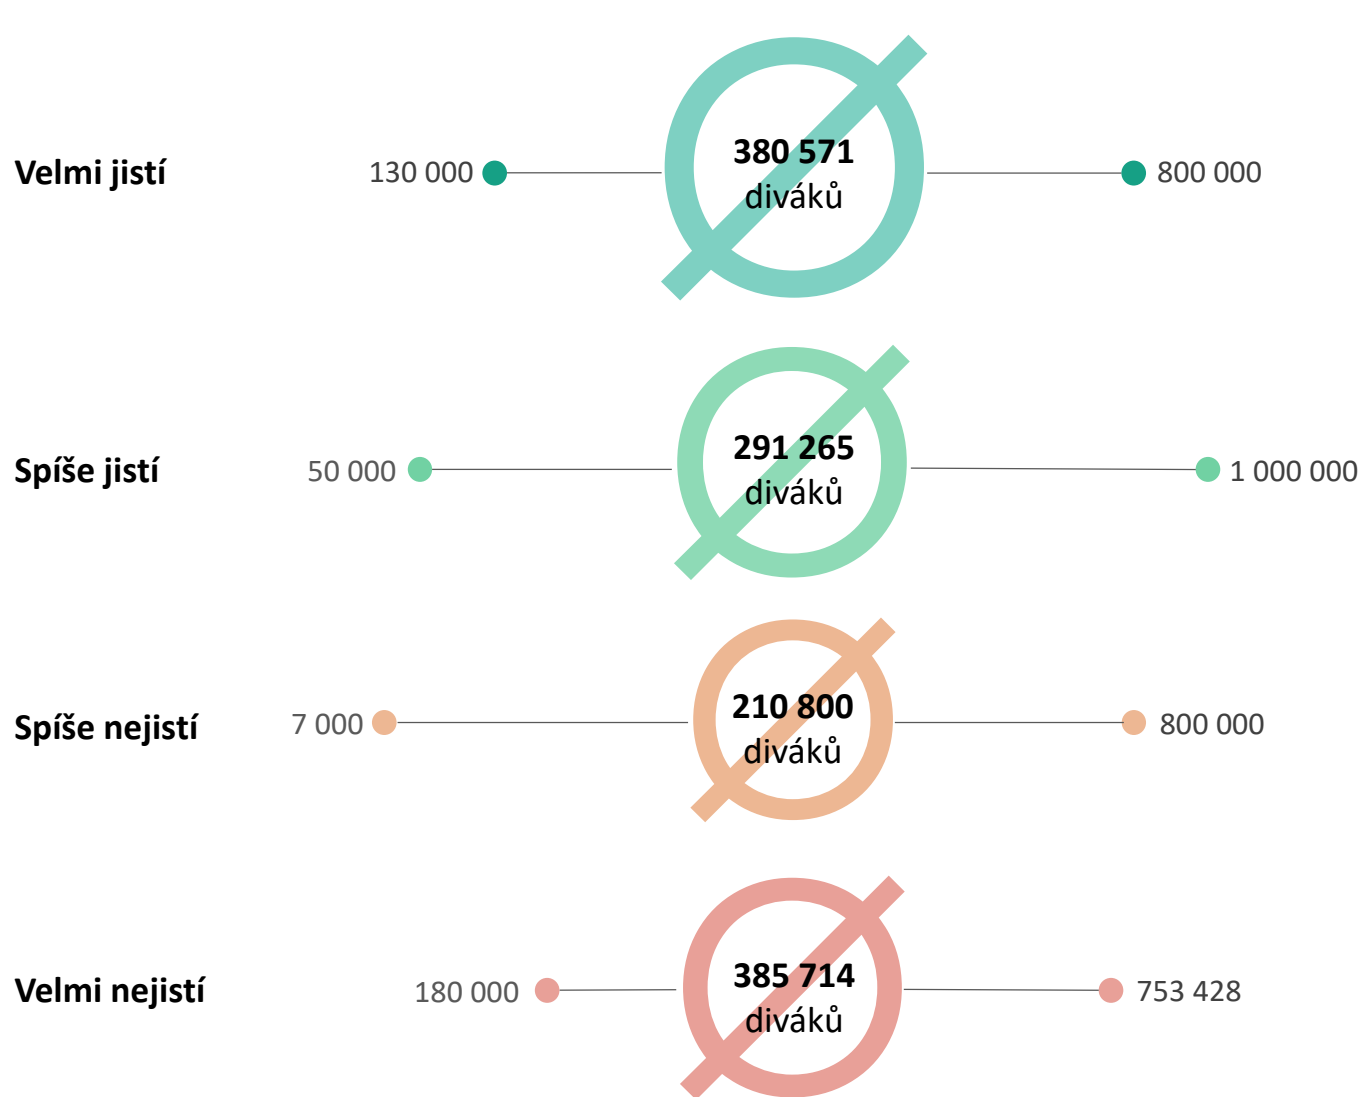 Velmi jistí
130 000
380 571
diváků
800 000
Spíše jistí
50 000
291 265
diváků
1 000 000
Spíše nejistí
7 000
210 800
diváků
800 000
Velmi nejistí
180 000
385 714
diváků
753 428